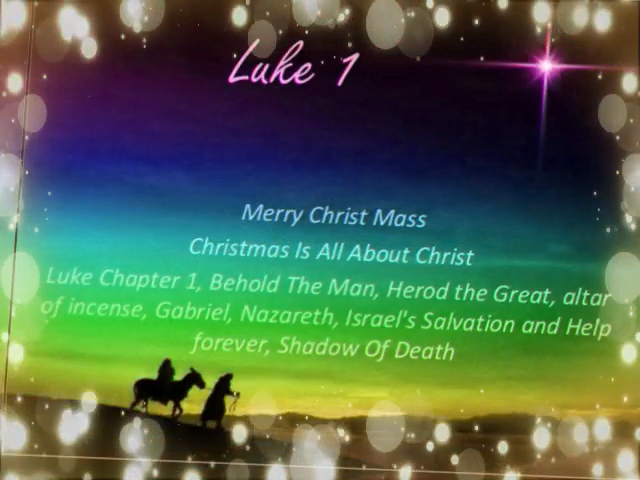 Luke 1
Merry Christ Mass
Christmas Is All About Christ
Luke Chapter 1, Behold The Man, Herod the Great, altar
of incense, Gabriel, Nazareth, Israel's Salvation and Help
forever, Shadow Of Death